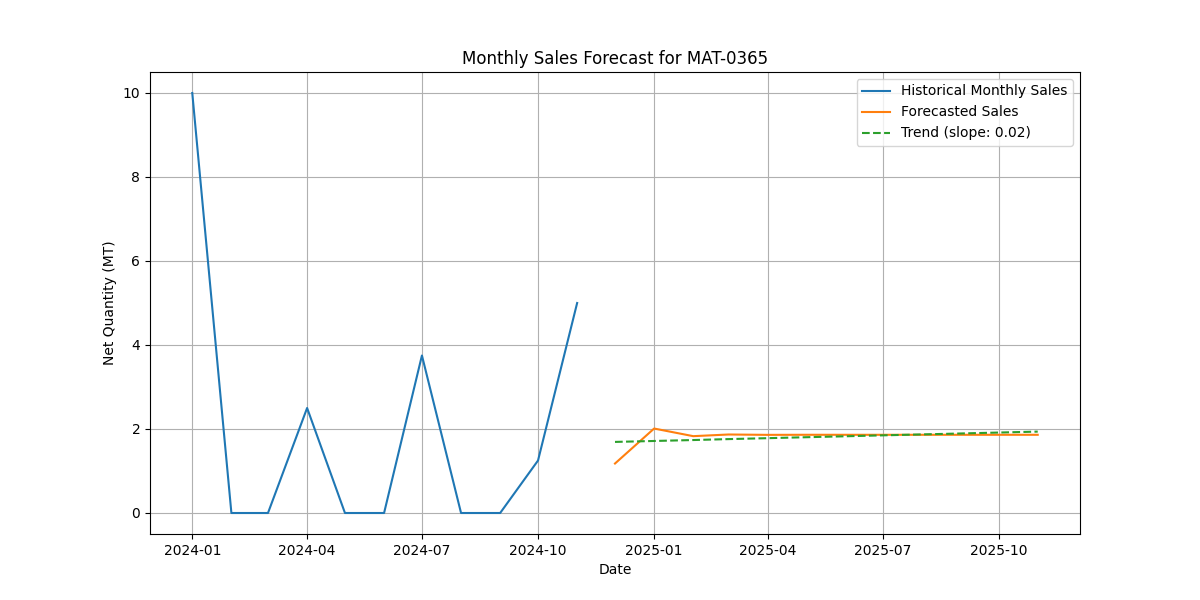 Monthly Sales Forecast for MAT-0365
Historical Monthly Sales
Forecasted Sales
Trend (slope: 0.02)
Net Quantity (MT)
10
8
6
4
2
0
2024-01
2024-04
2024-07
2024-10
2025-01
2025-04
2025-07
2025-10
Date